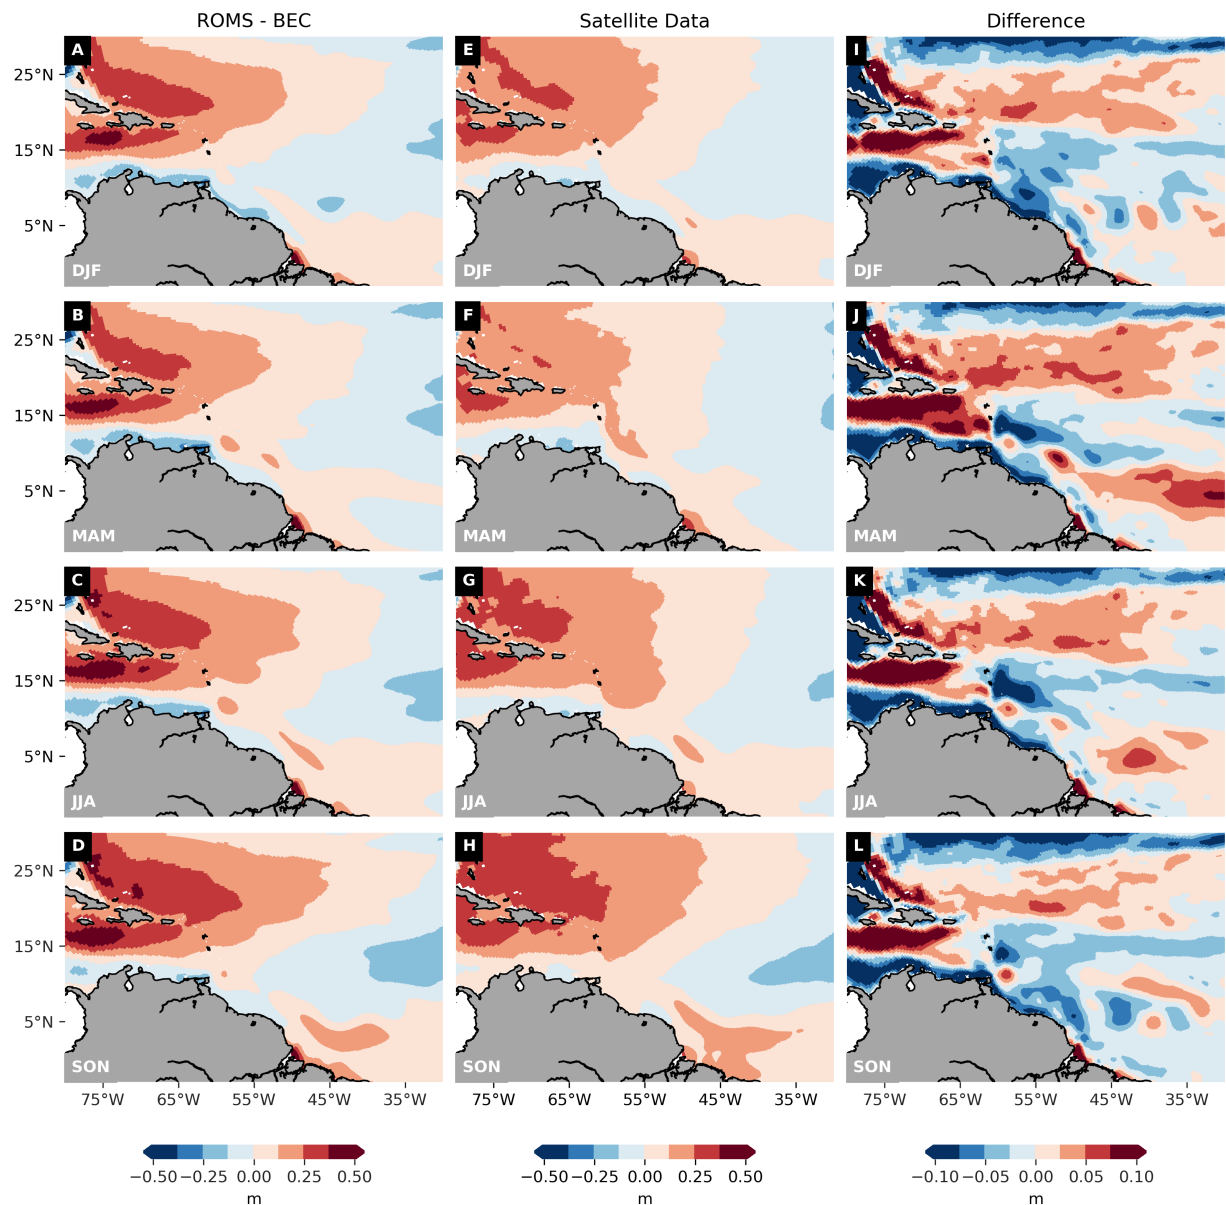 ROMS - BEC
Satellite Data
Difference
A
E
I
25°N
15°N
5°N
DJF
DJF
DJF
B
F
J
25°N
15°N
5°N
MAM
MAM
MAM
C
G
K
25°N
15°N
5°N
JJA
JJA
JJA
D
H
L
25°N
15°N
5°N
SON
SON
SON
75°W 65°W 55°W 45°W 35°W
75°W 65°W 55°W 45°W 35°W
75°W 65°W 55°W 45°W 35°W
−0.50 −0.25 0.00 0.25 0.50
−0.50 −0.25 0.00 0.25 0.50
−0.10 −0.05 0.00 0.05 0.10
m
m
m